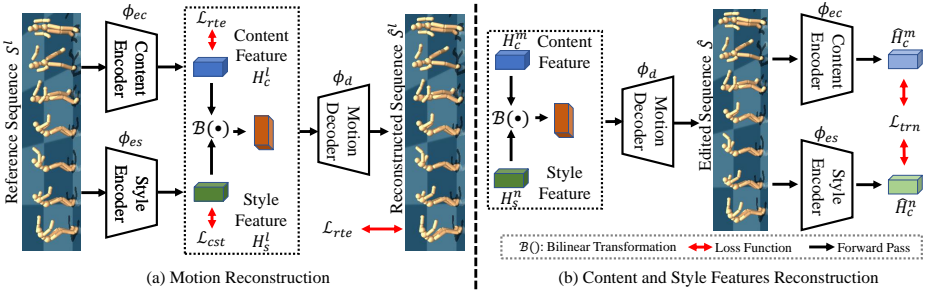 Reference Sequence S^l
ϕ_ec
Content
Encoder
ϕ_es
Style
Encoder
ℒ_rte
Content
Feature
H_c^l
ℬ(•)
Style
Feature
H_s^l
ℒ_cst
ϕ_d
Motion
Decoder
ℒ_rte
Reconstructed Sequence Ŝ^l
(a) Motion Reconstruction
H_c^m
Content
Feature
ℬ(•)
Style
Feature
H_s^n
ϕ_d
Motion
Decoder
Edited Sequence Ŝ
ϕ_ec
Content
Encoder
ϕ_es
Style
Encoder
Ĥ_c^m
ℒ_trn
Ĥ_c^n
ℬ(): Bilinear Transformation
Loss Function
Forward Pass
(b) Content and Style Features Reconstruction